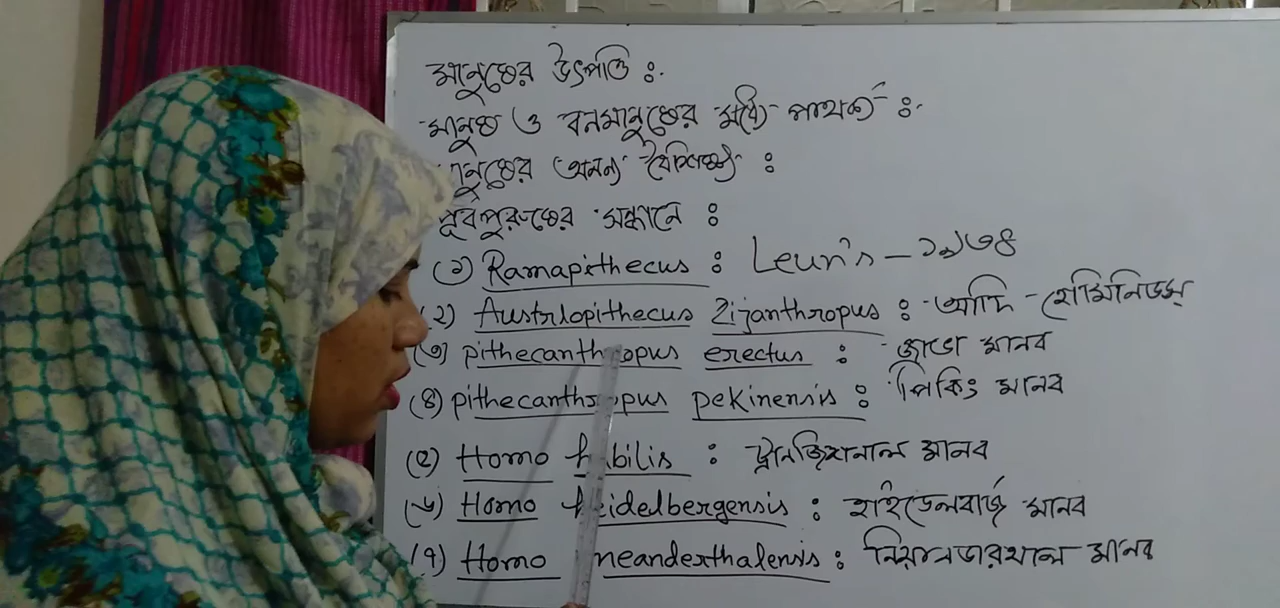 মানুষের উৎপত্তি :
মানুষ ও বনমানুষের মধ্যে পার্থক্য :
নুষের অনন্য বৈশিষ্ট্য :
পূর্বপুরুষের সন্ধানে :
(১) Ramapithecus : Lewis – ১৯৩৪
(২) Austrlopithecus Zijanthropus : আদি - হোমিনিডস্
(৩) pithecanthropus erectus : জাভা মানব
(৪) pithecanthropus pekinensis : পিকিং মানব
(৫) Homo habilis : ট্রানজিশনাল মানব
(৬) Homo heidelbergensis : হাইডেলবার্জ মানব
(৭) Homo neanderthalensis : নিয়ানডারথাল মানব